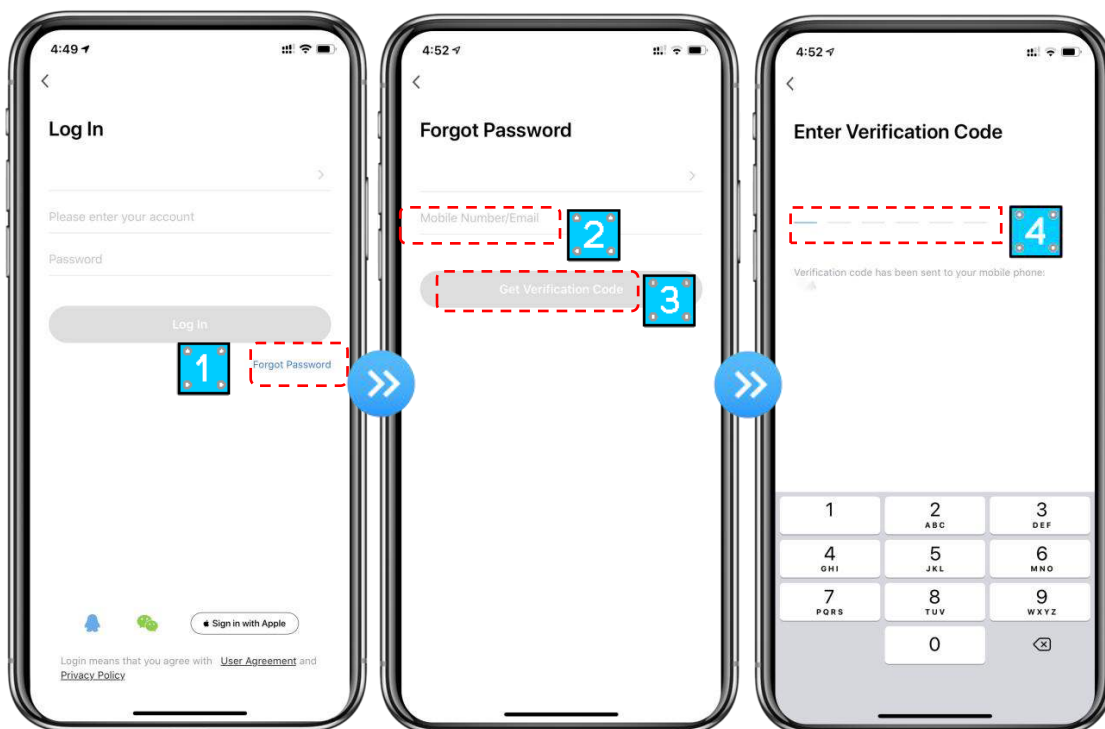 4:49
Log In
Please enter your account
Password
Log In
1
Forgot Password
Sign in with Apple
Login means that you agree with User Agreement and
Privacy Policy
4:52
Forgot Password
Mobile Number/Email
2
Get Verification Code
3
4:52
Enter Verification Code
4
Verification code has been sent to your mobile phone:
1 2 3
ABC DEF
4 5 6
GHI JKL MNO
7 8 9
PQRS TUV WXYZ
0